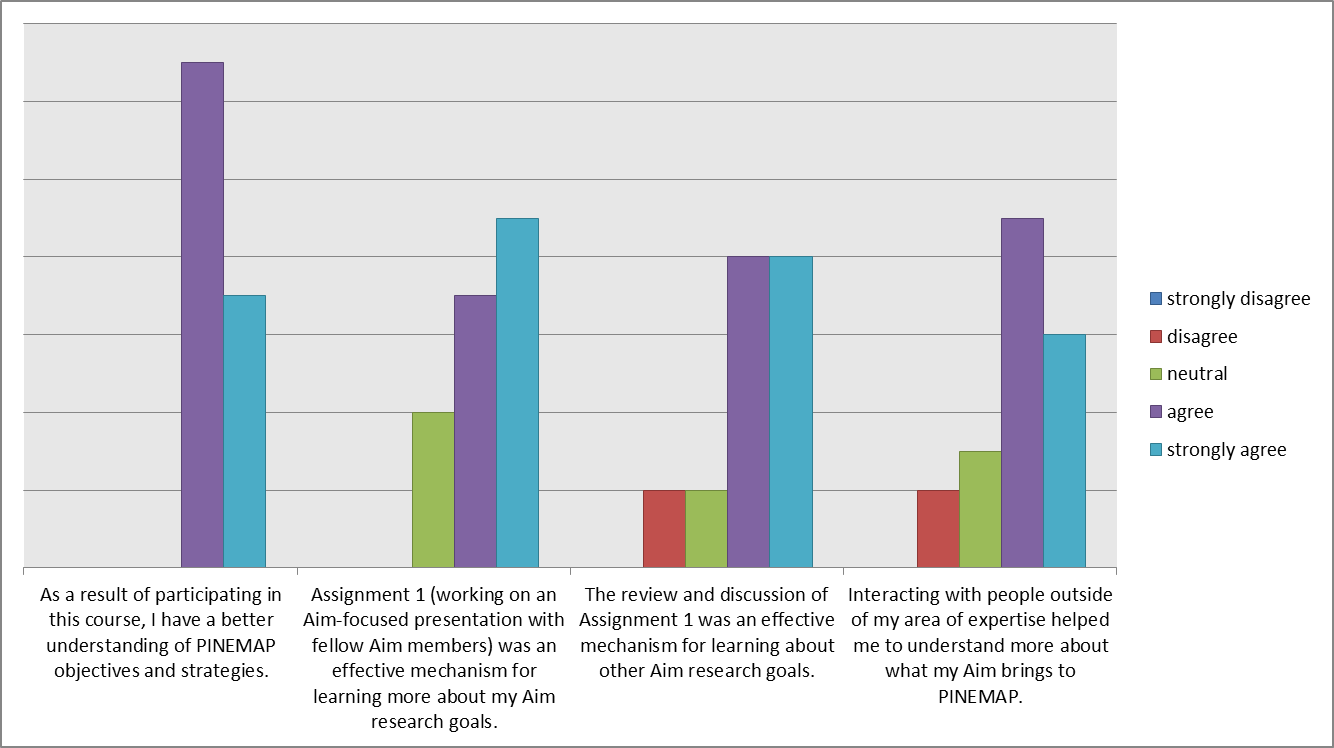 As a result of participating in
this course, I have a better
understanding of PINEMAP
objectives and strategies.
Assignment 1 (working on an
Aim-focused presentation with
fellow Aim members) was an
effective mechanism for
learning more about my Aim
research goals.
The review and discussion of
Assignment 1 was an effective
mechanism for learning about
other Aim research goals.
Interacting with people outside
of my area of expertise helped
me to understand more about
what my Aim brings to
PINEMAP.
strongly disagree
disagree
neutral
agree
strongly agree